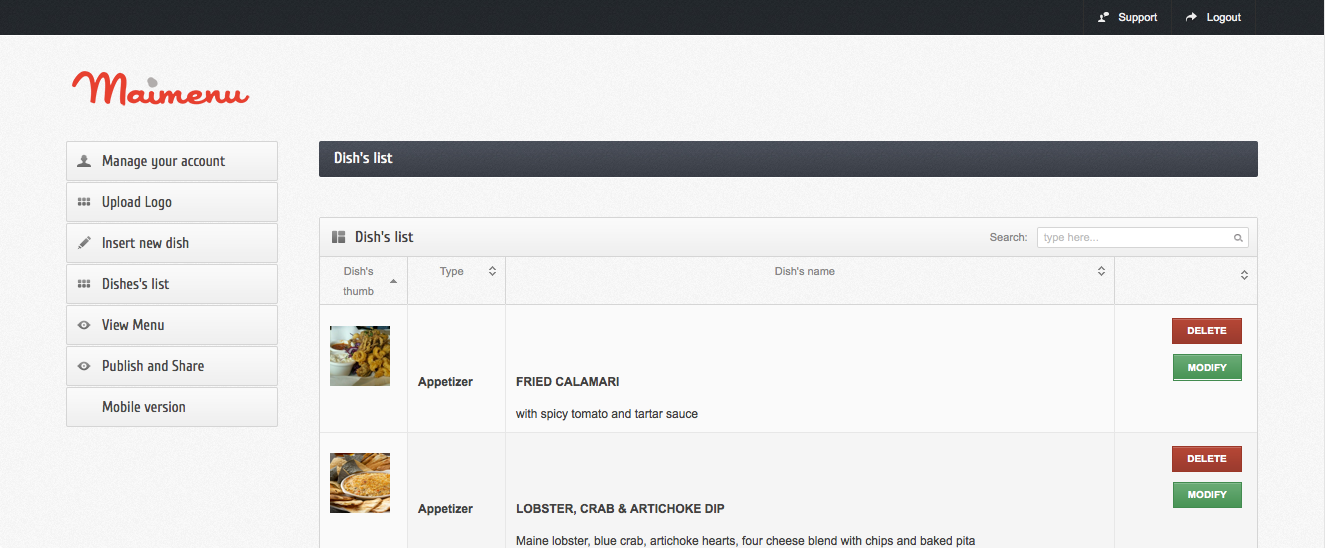 Support
Logout
Maimenu
Manage your account
Upload Logo
Insert new dish
Dishes's list
View Menu
Publish and Share
Mobile version
Dish's list
Dish's list
Search: type here...
Dish's
thumb
Type
Dish's name
DELETE
MODIFY
Appetizer
FRIED CALAMARI
with spicy tomato and tartar sauce
DELETE
MODIFY
Appetizer
LOBSTER, CRAB & ARTICHOKE DIP
Maine lobster, blue crab, artichoke hearts, four cheese blend with chips and baked pita